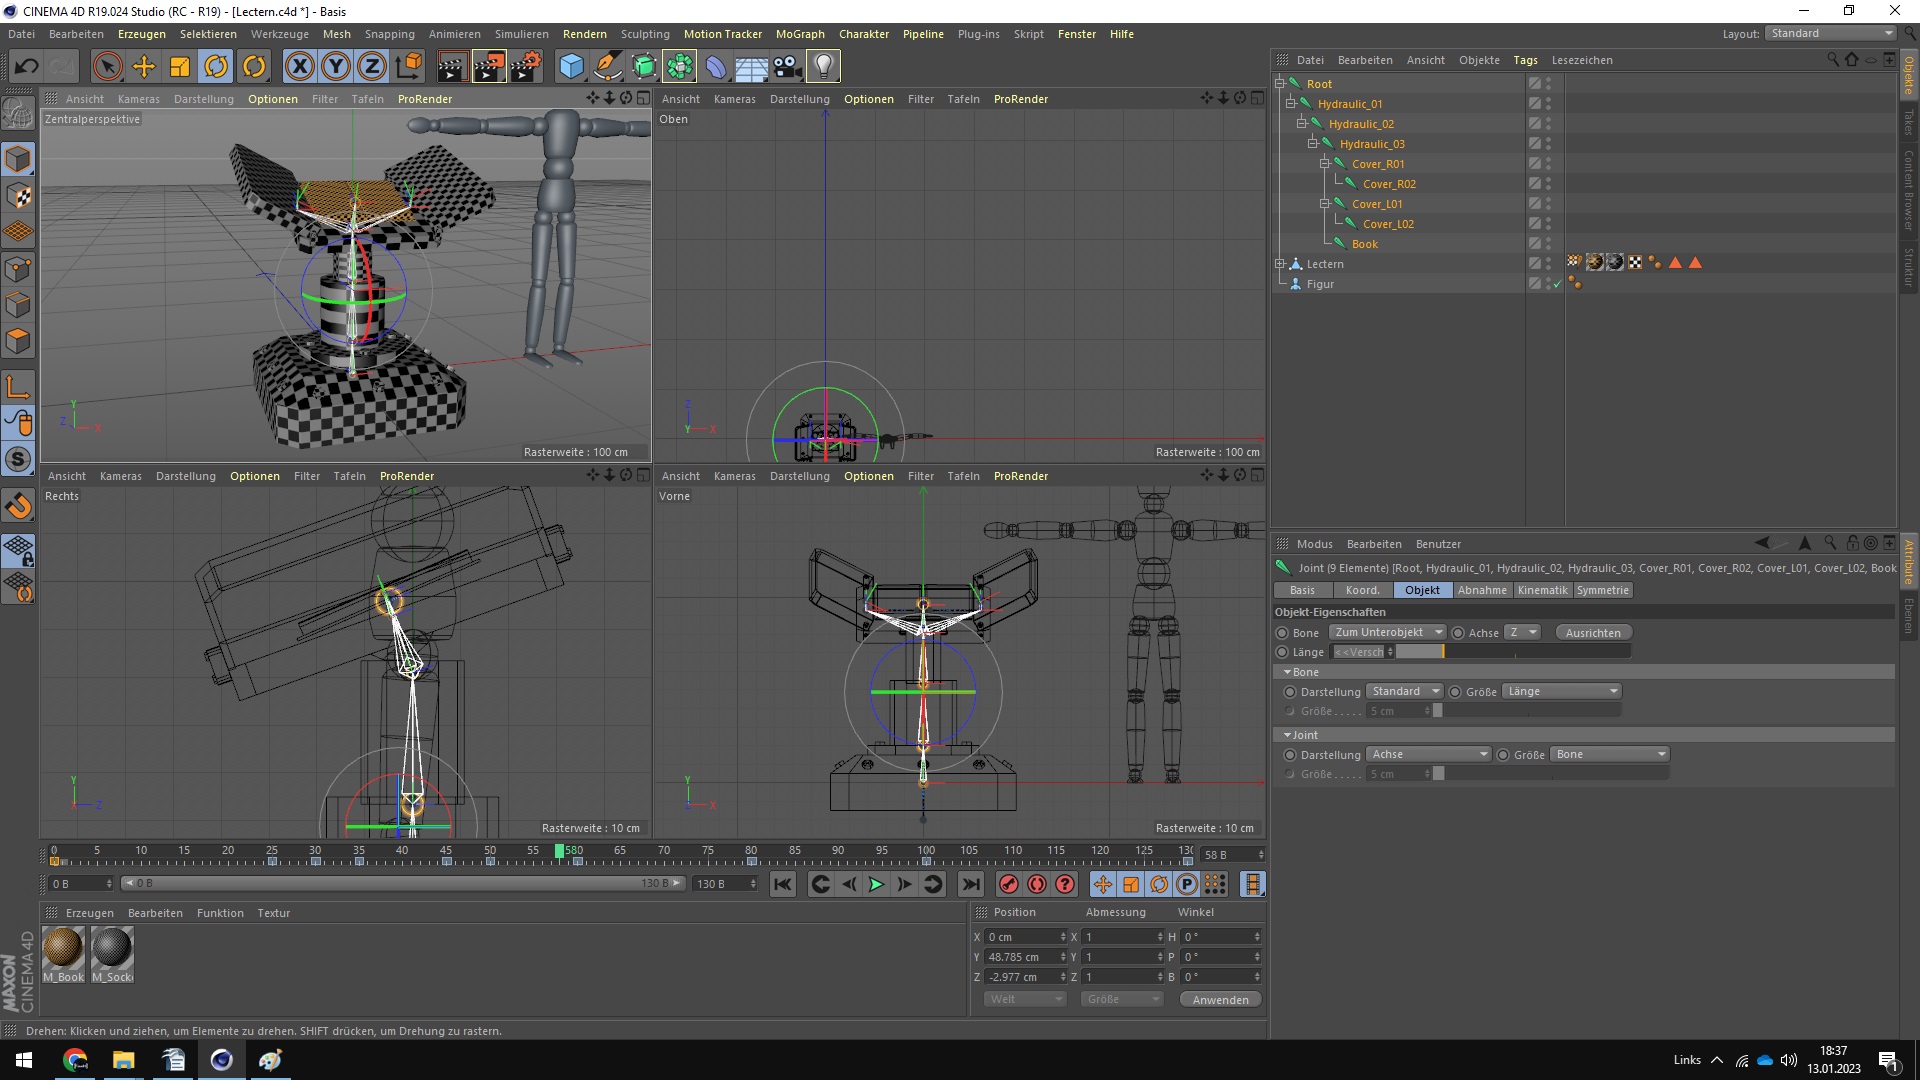 CINEMA 4D R19.024 Studio (RC - R19) - [Lectern.c4d *] - Basis
Datei Bearbeiten Erzeugen Selektieren Werkzeuge Mesh Snapping Animieren Simulieren Rendern Sculpting Motion Tracker MoGraph Charakter Pipeline Plug-ins Skript Fenster Hilfe Layout: Standard
Datei Bearbeiten Ansicht Objekte Tags Lesezeichen
Ansicht Kameras Darstellung Optionen Filter Tafeln ProRender
Zentralperspektive
Rasterweite : 100 cm
Ansicht Kameras Darstellung Optionen Filter Tafeln ProRender
Oben
Rasterweite : 100 cm
Ansicht Kameras Darstellung Optionen Filter Tafeln ProRender
Rechts
Rasterweite : 10 cm
Ansicht Kameras Darstellung Optionen Filter Tafeln ProRender
Vorne
Rasterweite : 10 cm
Root
Hydraulic_01
Hydraulic_02
Hydraulic_03
Cover_R01
Cover_R02
Cover_L01
Cover_L02
Book
Lectern
Figur
Objekte
Takes
Content Browser
Struktur
Modus Bearbeiten Benutzer
Joint (9 Elemente) [Root, Hydraulic_01, Hydraulic_02, Hydraulic_03, Cover_R01, Cover_R02, Cover_L01, Cover_L02, Book
Basis Koord. Objekt Abnahme Kinematik Symmetrie
Objekt-Eigenschaften
Bone Zum Unterobjekt Achse Z Ausrichten
Länge <<Versch
Bone
Darstellung Standard Größe Länge
Größe..... 5 cm
Joint
Darstellung Achse Größe Bone
Größe..... 5 cm
Attribute
Ebenen
0 5 10 15 20 25 30 35 40 45 50 55 580 65 70 75 80 85 90 95 100 105 110 115 120 125 130 58 B
0 B 0 B 130 B 130 B
Erzeugen Bearbeiten Funktion Textur
M_Book M_Sock
Position Abmessung Winkel
X 0 cm X 1 H 0 °
Y 48.785 cm Y 1 P 0 °
Z -2.977 cm Z 1 B 0 °
Welt Größe Anwenden
MAXON CINEMA 4D
Drehen: Klicken und ziehen, um Elemente zu drehen. SHIFT drücken, um Drehung zu rastern.
Links 18:37
13.01.2023
1